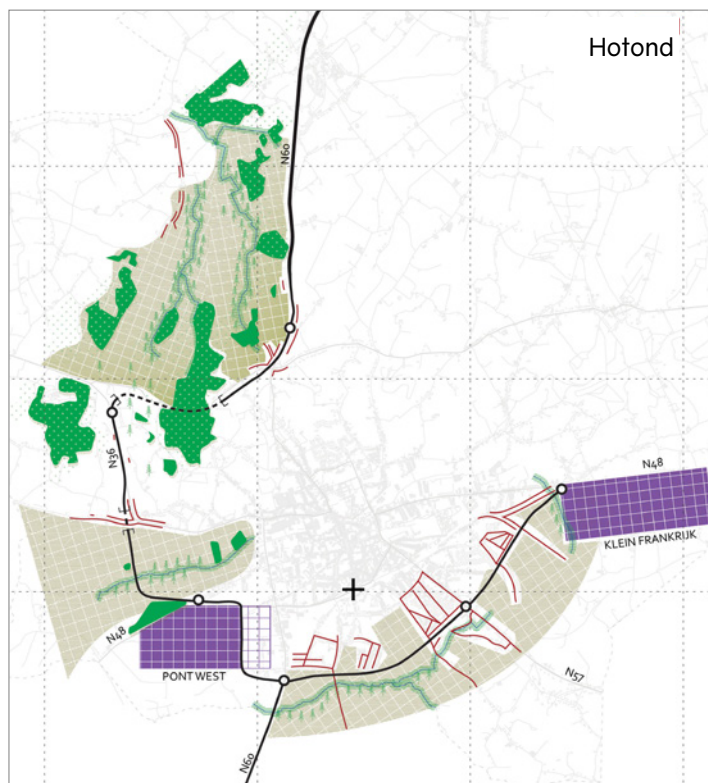 Hotond
N60
N36
N48
KLEIN FRANKRIJK
N48
PONT WEST
N57
N60